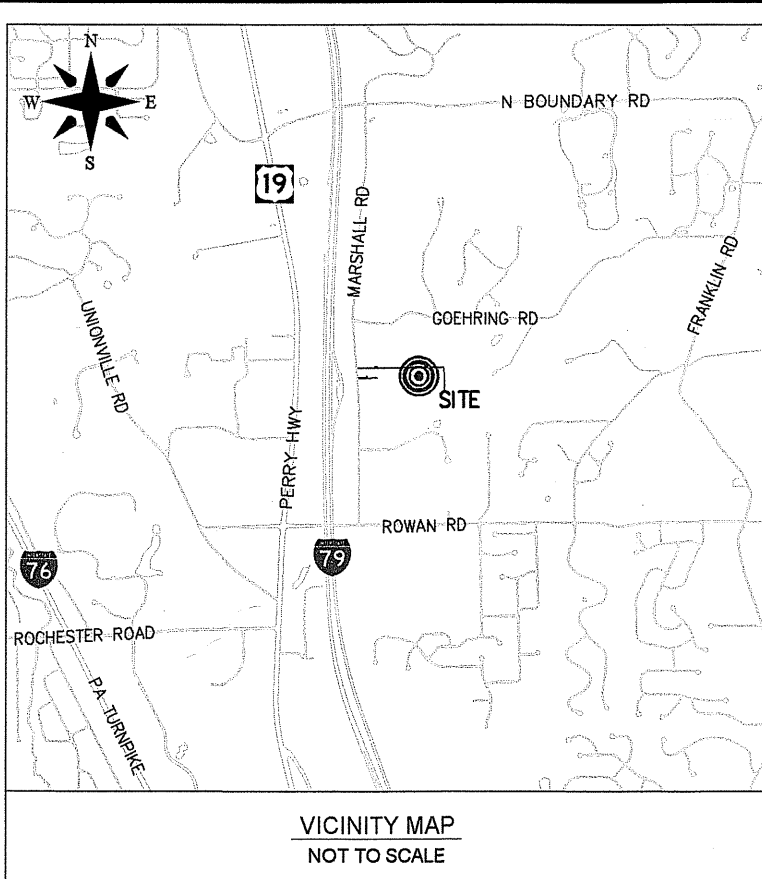 N
W E
S
N BOUNDARY RD
19
MARSHALL RD
UNIONVILLE RD
GOEHRING RD
FRANKLIN RD
SITE
PERRY HWY
ROWAN RD
79
76
ROCHESTER ROAD
PA TURNPIKE
VICINITY MAP
NOT TO SCALE